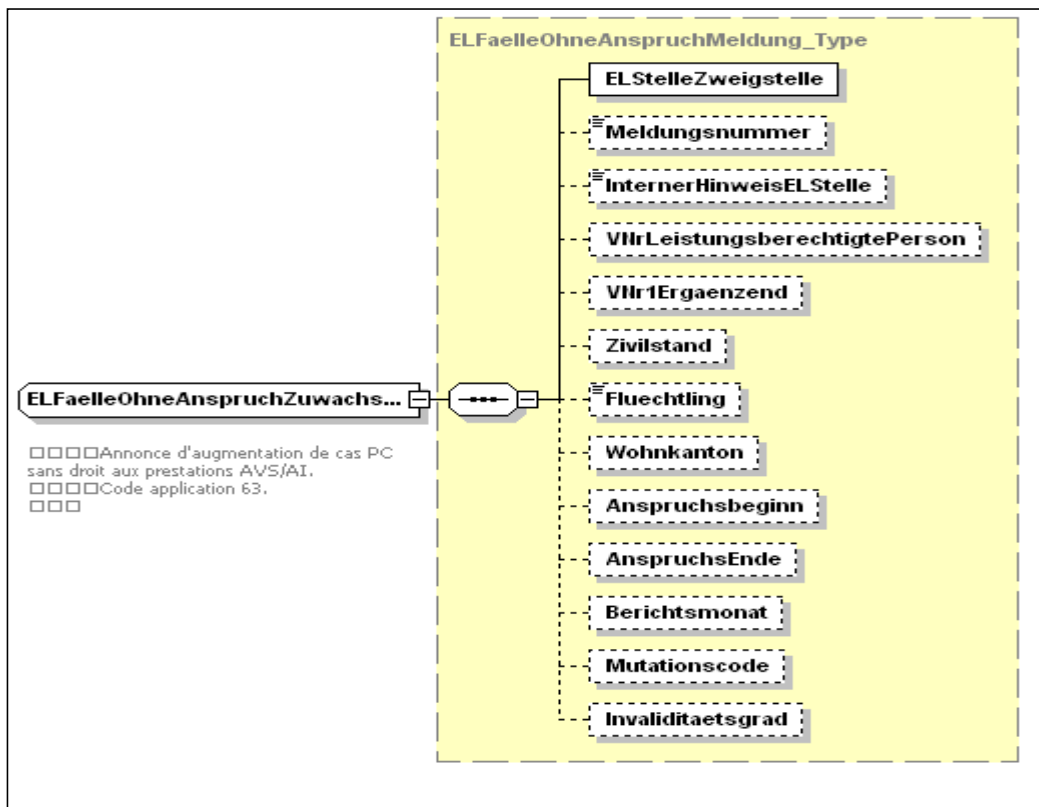 ELFaelleOhneAnspruchMeldung_Type
ELStelleZweigstelle
Meldungsnummer
InternerHinweisELStelle
VNrLeistungsberechtigtePerson
VNr1Ergaenzend
Zivilstand
ELFaelleOhneAnspruchZuwachs...
Fluechtling
□□□□Annonce d'augmentation de cas PC
sans droit aux prestations AVS/AI.
□□□□Code application 63.
□□□
Wohnkanton
Anspruchsbeginn
AnspruchsEnde
Berichtsmonat
Mutationscode
Invaliditaetsgrad